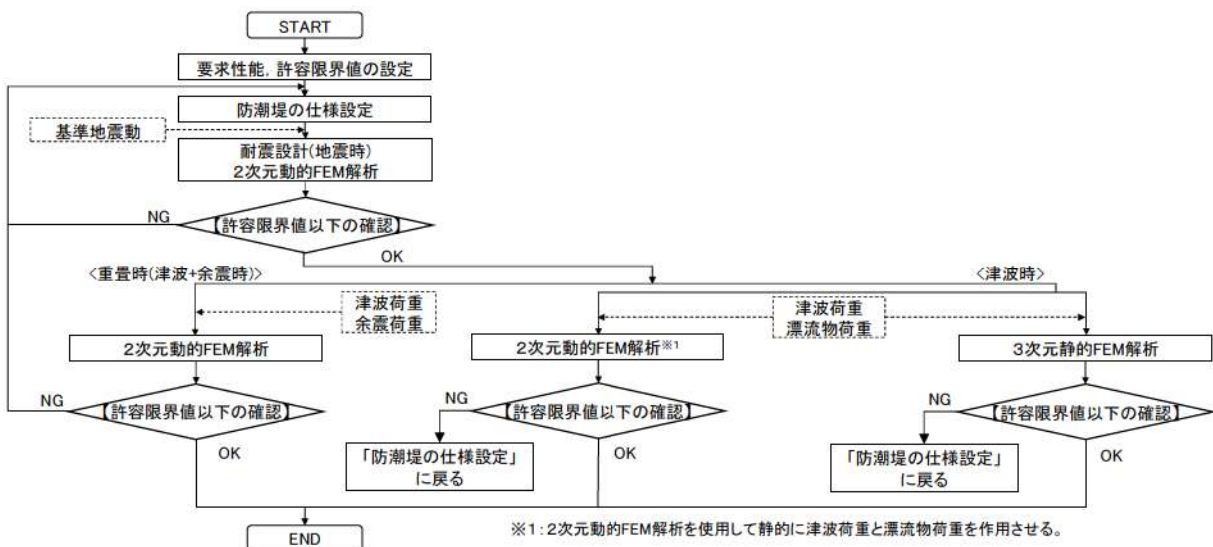 START
要求性能，許容限界値の設定
防潮堤の仕様設定
基準地震動
耐震設計(地震時)
2次元動的FEM解析
NG
【許容限界値以下の確認】
OK
<重畳時(津波+余震時)>
<津波時>
津波荷重
余震荷重
津波荷重
漂流物荷重
2次元動的FEM解析
2次元動的FEM解析※1
3次元静的FEM解析
NG
【許容限界値以下の確認】
OK
NG
【許容限界値以下の確認】
OK
NG
【許容限界値以下の確認】
OK
「防潮堤の仕様設定」
に戻る
「防潮堤の仕様設定」
に戻る
END
※1：2次元動的FEM解析を使用して静的に津波荷重と漂流物荷重を作用させる。